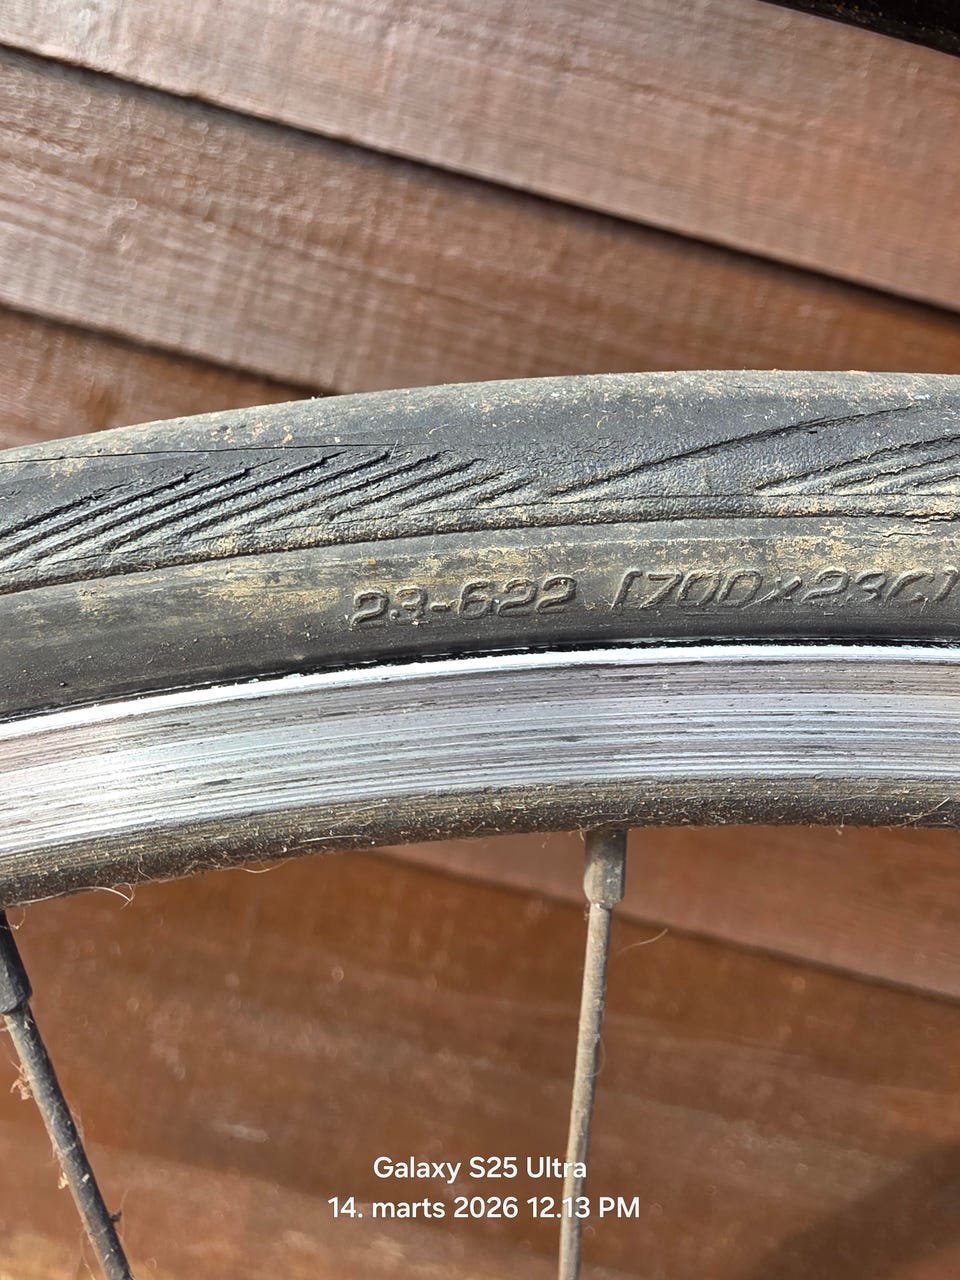 23-622 [700x23C]
Galaxy S25 Ultra
14. marts 2026 12.13 PM